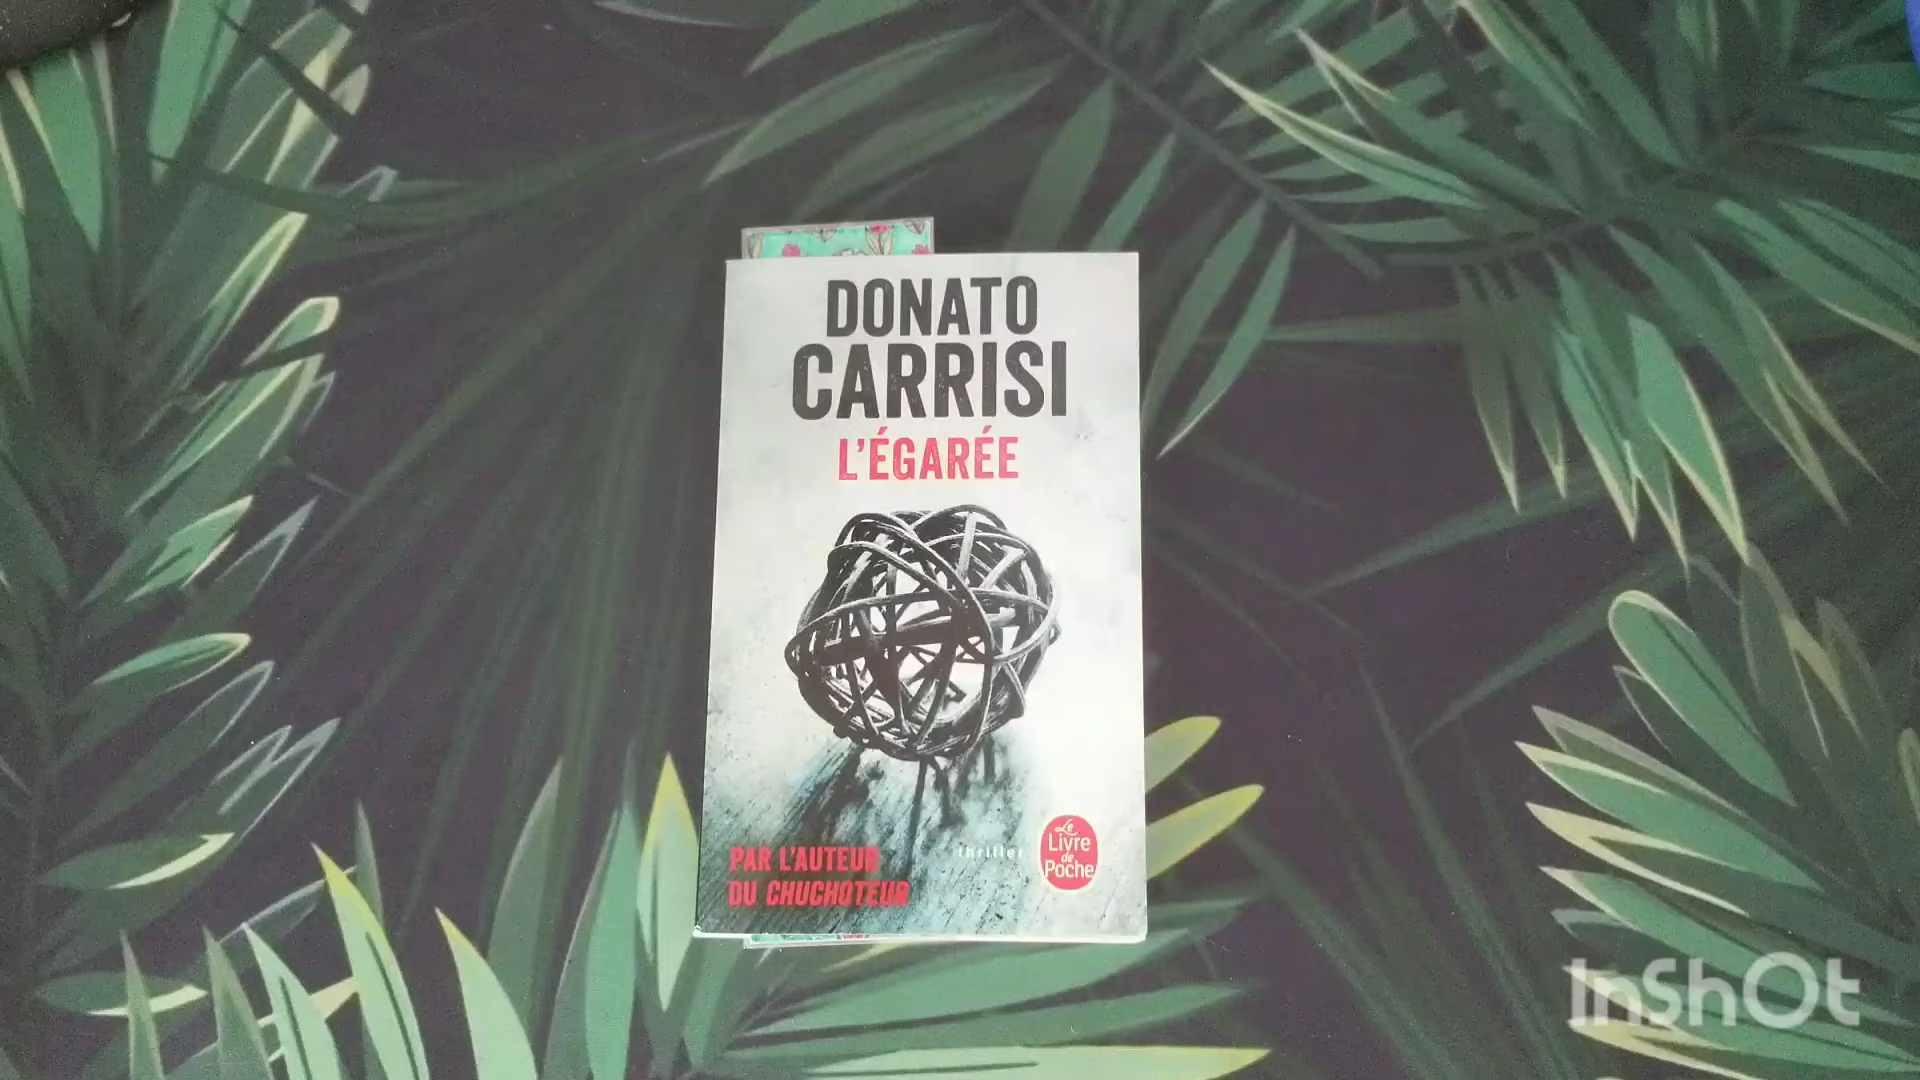 DONATO
CARRISI
L'ÉGARÉE
PAR L'AUTEUR
DU CHUCHOTEUR
thriller
Le
Livre
de
Poche
InShOt